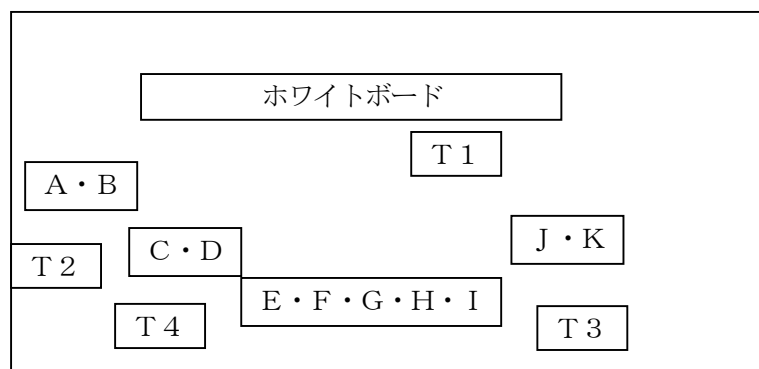 ホワイトボード
Ｔ１
Ａ・Ｂ
Ｊ・Ｋ
Ｃ・Ｄ
Ｔ２
Ｅ・Ｆ・Ｇ・Ｈ・Ｉ
Ｔ４
Ｔ３